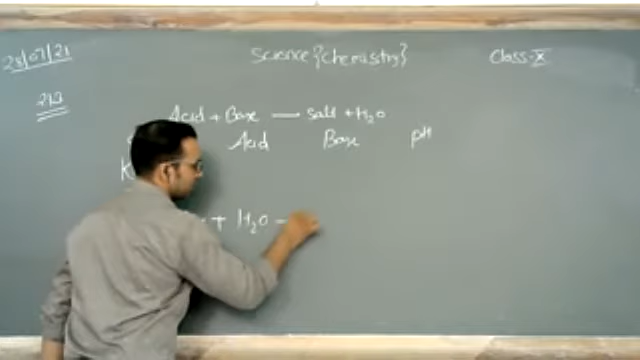 28/07/21
Science {Chemistry}
Class-X
213
Acid + Base — Salt + H₂O
Acid Base pH
K
+ H₂O –